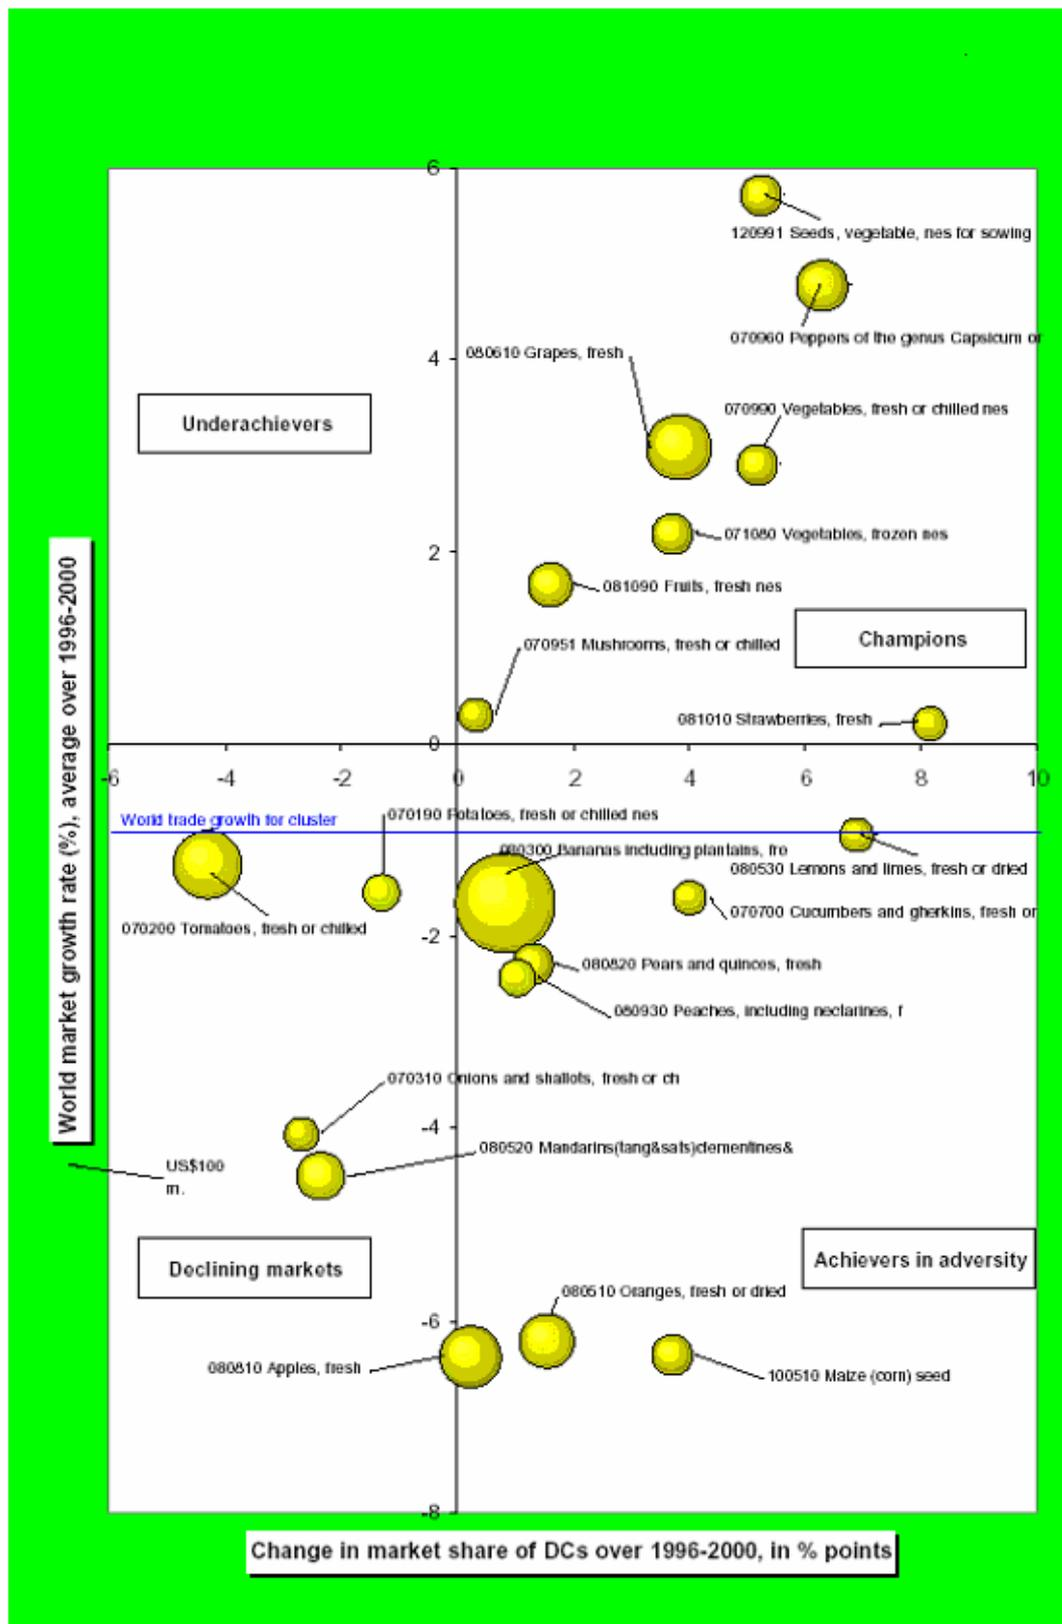 6
120991 Seeds, vegetable, nes for sowing
070960 Peppers of the genus Capsicum or
080610 Grapes, fresh
4
070990 Vegetables, fresh or chilled nes
Underachievers
071080 Vegetables, frozen nes
2
081090 Fruits, fresh nes
Champions
070951 Mushrooms, fresh or chilled
081010 Strawberries, fresh
0
-6 -4 -2 0 2 4 6 8 10
World trade growth for cluster
070190 Potatoes, fresh or chilled nes
080300 Bananas including plantains, fre
080530 Lemons and limes, fresh or dried
070200 Tomatoes, fresh or chilled
070700 Cucumbers and gherkins, fresh or
-2
080820 Pears and quinces, fresh
080930 Peaches, including nectarines, f
070310 Onions and shallots, fresh or ch
-4
080520 Mandarins(tang&sats)clementines&
US$100
m.
Declining markets
Achievers in adversity
080510 Oranges, fresh or dried
-6
080810 Apples, fresh
100510 Maize (corn) seed
-8
World market growth rate (%), average over 1996-2000
Change in market share of DCs over 1996-2000, in % points